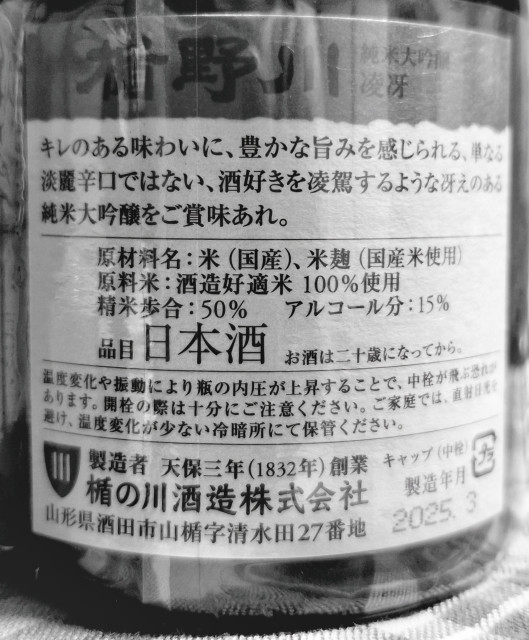 楯野川 純米大吟醸
凌冴
キレのある味わいに、豊かな旨みを感じられる、単なる
淡麗辛口ではない、酒好きを凌駕するような冴えのある
純米大吟醸をご賞味あれ。
原材料名：米（国産）、米麹（国産米使用）
原料米：酒造好適米 100%使用
精米歩合：50%　アルコール分：15%
品目 日本酒 お酒は二十歳になってから。
温度変化や振動により瓶の内圧が上昇することで、中栓が飛ぶ恐れが
あります。開栓の際は十分にご注意ください。ご家庭では、直射日光を
避け、温度変化が少ない冷暗所にて保管ください。
製造者 天保三年(1832年)創業
楯の川酒造株式会社
山形県酒田市山楯字清水田27番地
キャップ（中栓） プラ
製造年月
2025. 3